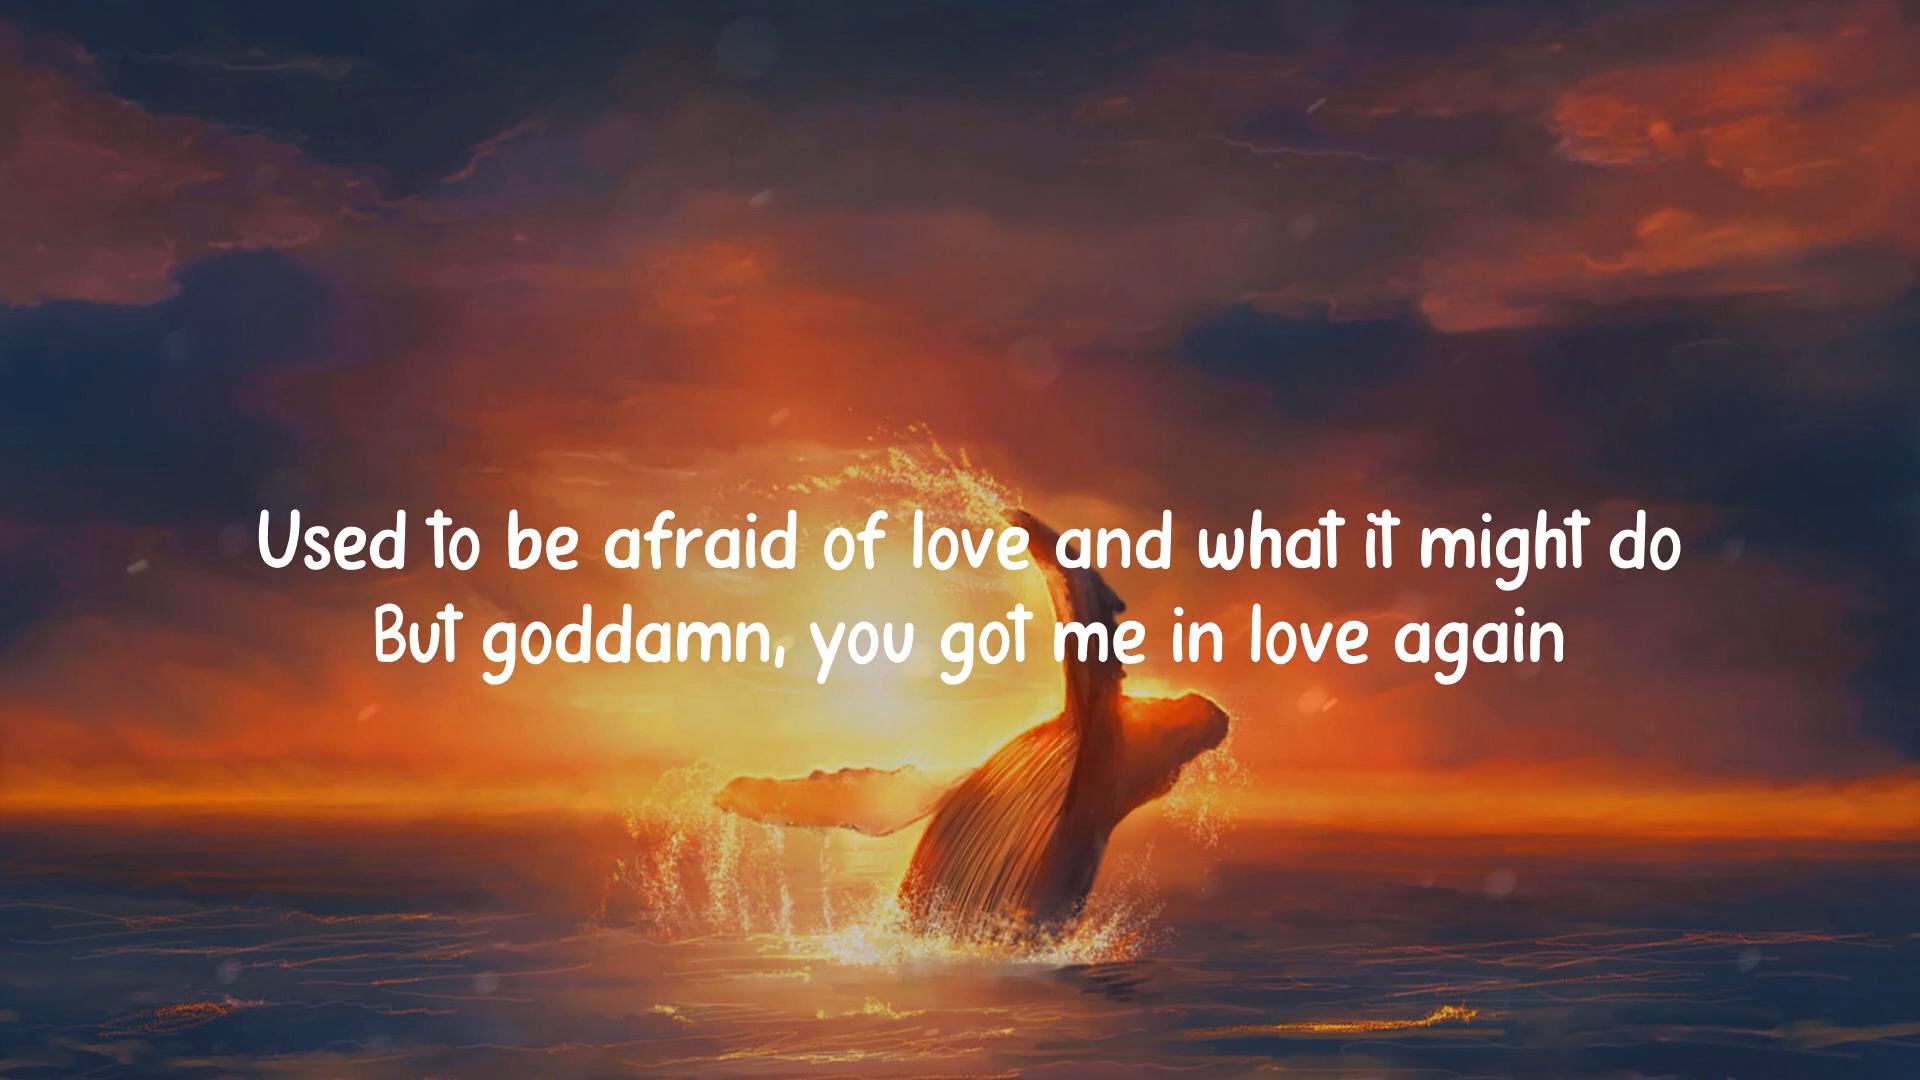 Used to be afraid of love and what it might do
But goddamn, you got me in love again